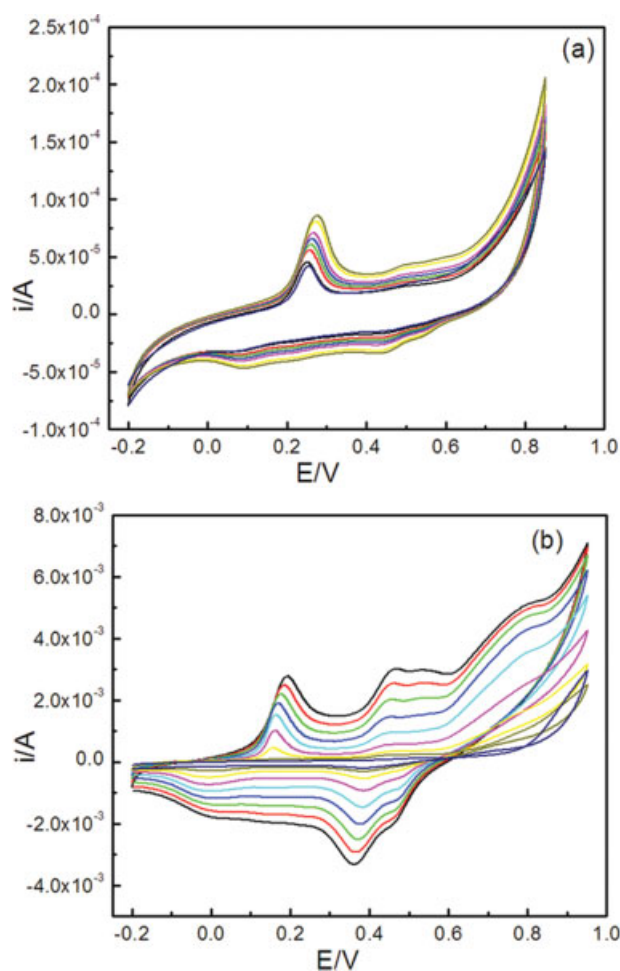 (a)
2.5x10⁻⁴
2.0x10⁻⁴
1.5x10⁻⁴
1.0x10⁻⁴
5.0x10⁻⁵
0.0
-5.0x10⁻⁵
-1.0x10⁻⁴
i/A
-0.2 0.0 0.2 0.4 0.6 0.8 1.0
E/V
(b)
8.0x10⁻³
6.0x10⁻³
4.0x10⁻³
2.0x10⁻³
0.0
-2.0x10⁻³
-4.0x10⁻³
i/A
-0.2 0.0 0.2 0.4 0.6 0.8 1.0
E/V